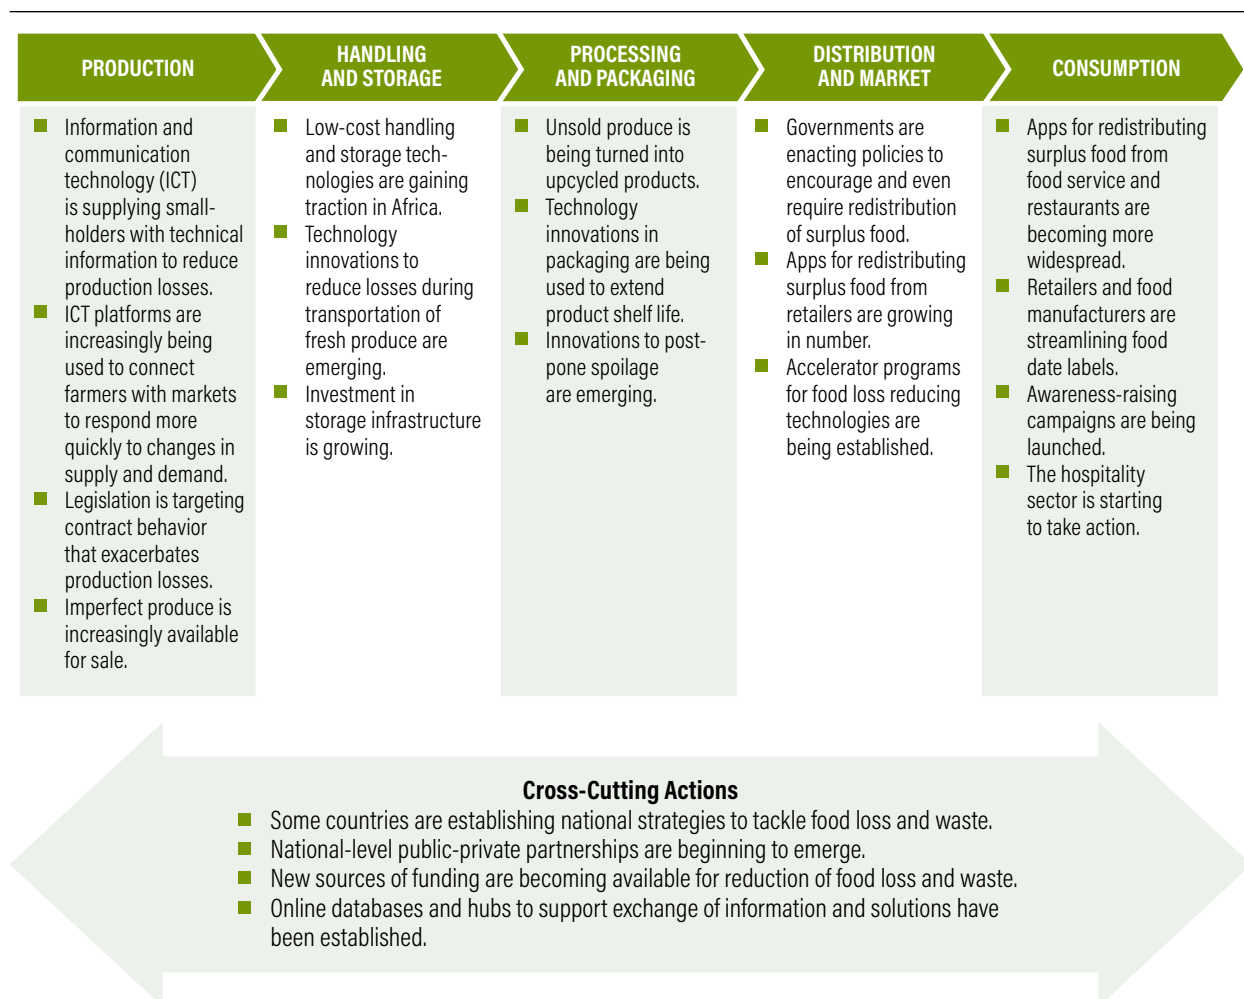 PRODUCTION
Information and
communication
technology (ICT)
is supplying small-
holders with technical
information to reduce
production losses.
ICT platforms are
increasingly being
used to connect
farmers with markets
to respond more
quickly to changes in
supply and demand.
Legislation is targeting
contract behavior
that exacerbates
production losses.
Imperfect produce is
increasingly available
for sale.
HANDLING
AND STORAGE
Low-cost handling
and storage tech-
nologies are gaining
traction in Africa.
Technology
innovations to
reduce losses during
transportation of
fresh produce are
emerging.
Investment in
storage infrastructure
is growing.
PROCESSING
AND PACKAGING
Unsold produce is
being turned into
upcycled products.
Technology
innovations in
packaging are being
used to extend
product shelf life.
Innovations to post-
pone spoilage
are emerging.
DISTRIBUTION
AND MARKET
Governments are
enacting policies to
encourage and even
require redistribution
of surplus food.
Apps for redistributing
surplus food from
retailers are growing
in number.
Accelerator programs
for food loss reducing
technologies are
being established.
CONSUMPTION
Apps for redistributing
surplus food from
food service and
restaurants are
becoming more
widespread.
Retailers and food
manufacturers are
streamlining food
date labels.
Awareness-raising
campaigns are being
launched.
The hospitality
sector is starting
to take action.
Cross-Cutting Actions
Some countries are establishing national strategies to tackle food loss and waste.
National-level public-private partnerships are beginning to emerge.
New sources of funding are becoming available for reduction of food loss and waste.
Online databases and hubs to support exchange of information and solutions have
been established.